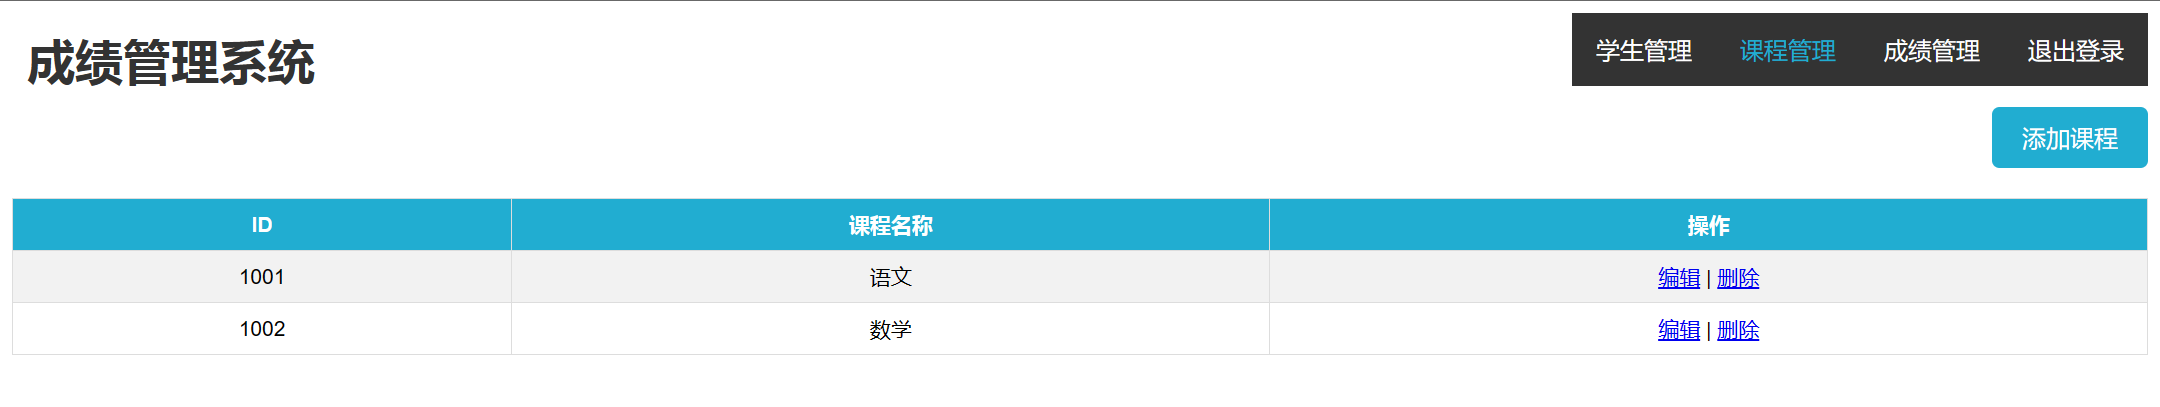 成绩管理系统
学生管理 课程管理 成绩管理 退出登录
添加课程
ID 课程名称 操作
1001 语文 编辑 | 删除
1002 数学 编辑 | 删除